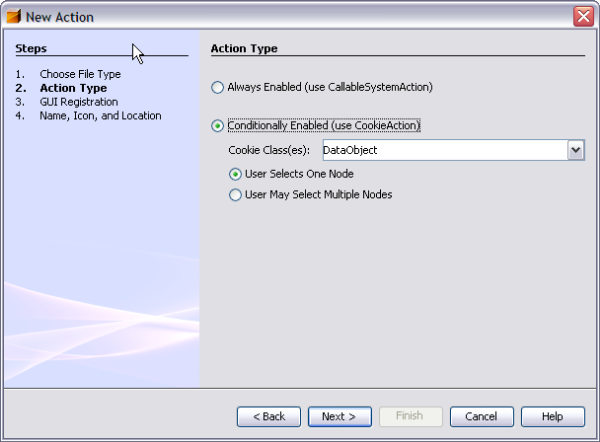 New Action
Steps
1. Choose File Type
2. Action Type
3. GUI Registration
4. Name, Icon, and Location
Action Type
Always Enabled (use CallableSystemAction)
Conditionally Enabled (use CookieAction)
Cookie Class(es): DataObject
User Selects One Node
User May Select Multiple Nodes
< Back Next > Finish Cancel Help